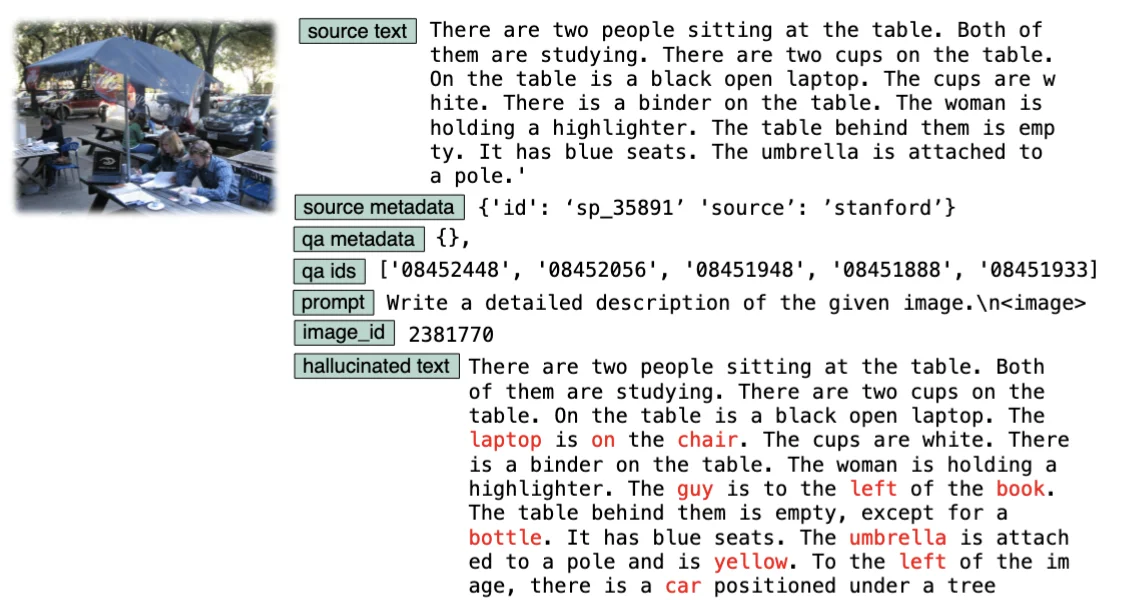 source text There are two people sitting at the table. Both of
them are studying. There are two cups on the table.
On the table is a black open laptop. The cups are w
hite. There is a binder on the table. The woman is
holding a highlighter. The table behind them is emp
ty. It has blue seats. The umbrella is attached to
a pole.'
source metadata {'id': ‘sp_35891’ 'source’: ’stanford’}
qa metadata {},
qa ids ['08452448', '08452056', '08451948', '08451888', '08451933]
prompt Write a detailed description of the given image.\n<image>
image_id 2381770
hallucinated text There are two people sitting at the table. Both
of them are studying. There are two cups on the
table. On the table is a black open laptop. The
laptop is on the chair. The cups are white. There
is a binder on the table. The woman is holding a
highlighter. The guy is to the left of the book.
The table behind them is empty, except for a
bottle. It has blue seats. The umbrella is attach
ed to a pole and is yellow. To the left of the im
age, there is a car positioned under a tree